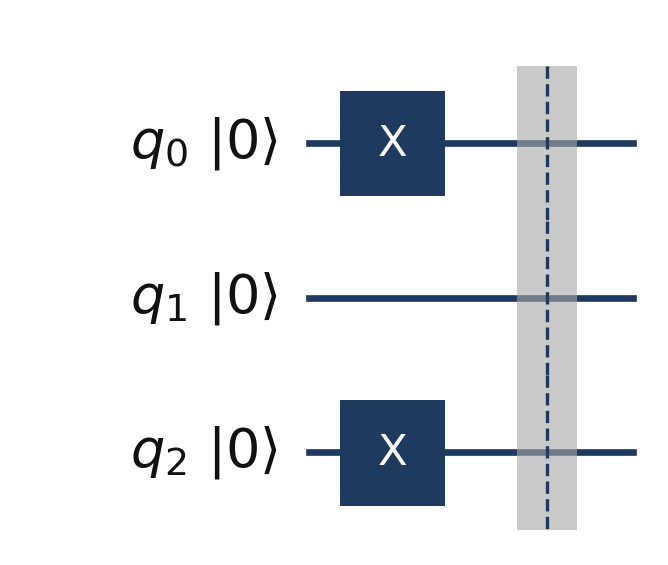 q₀ |0⟩ X
q₁ |0⟩
q₂ |0⟩ X